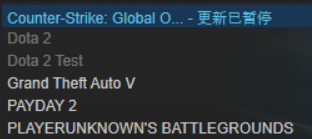 Counter-Strike: Global O... - 更新已暫停
Dota 2
Dota 2 Test
Grand Theft Auto V
PAYDAY 2
PLAYERUNKNOWN'S BATTLEGROUNDS